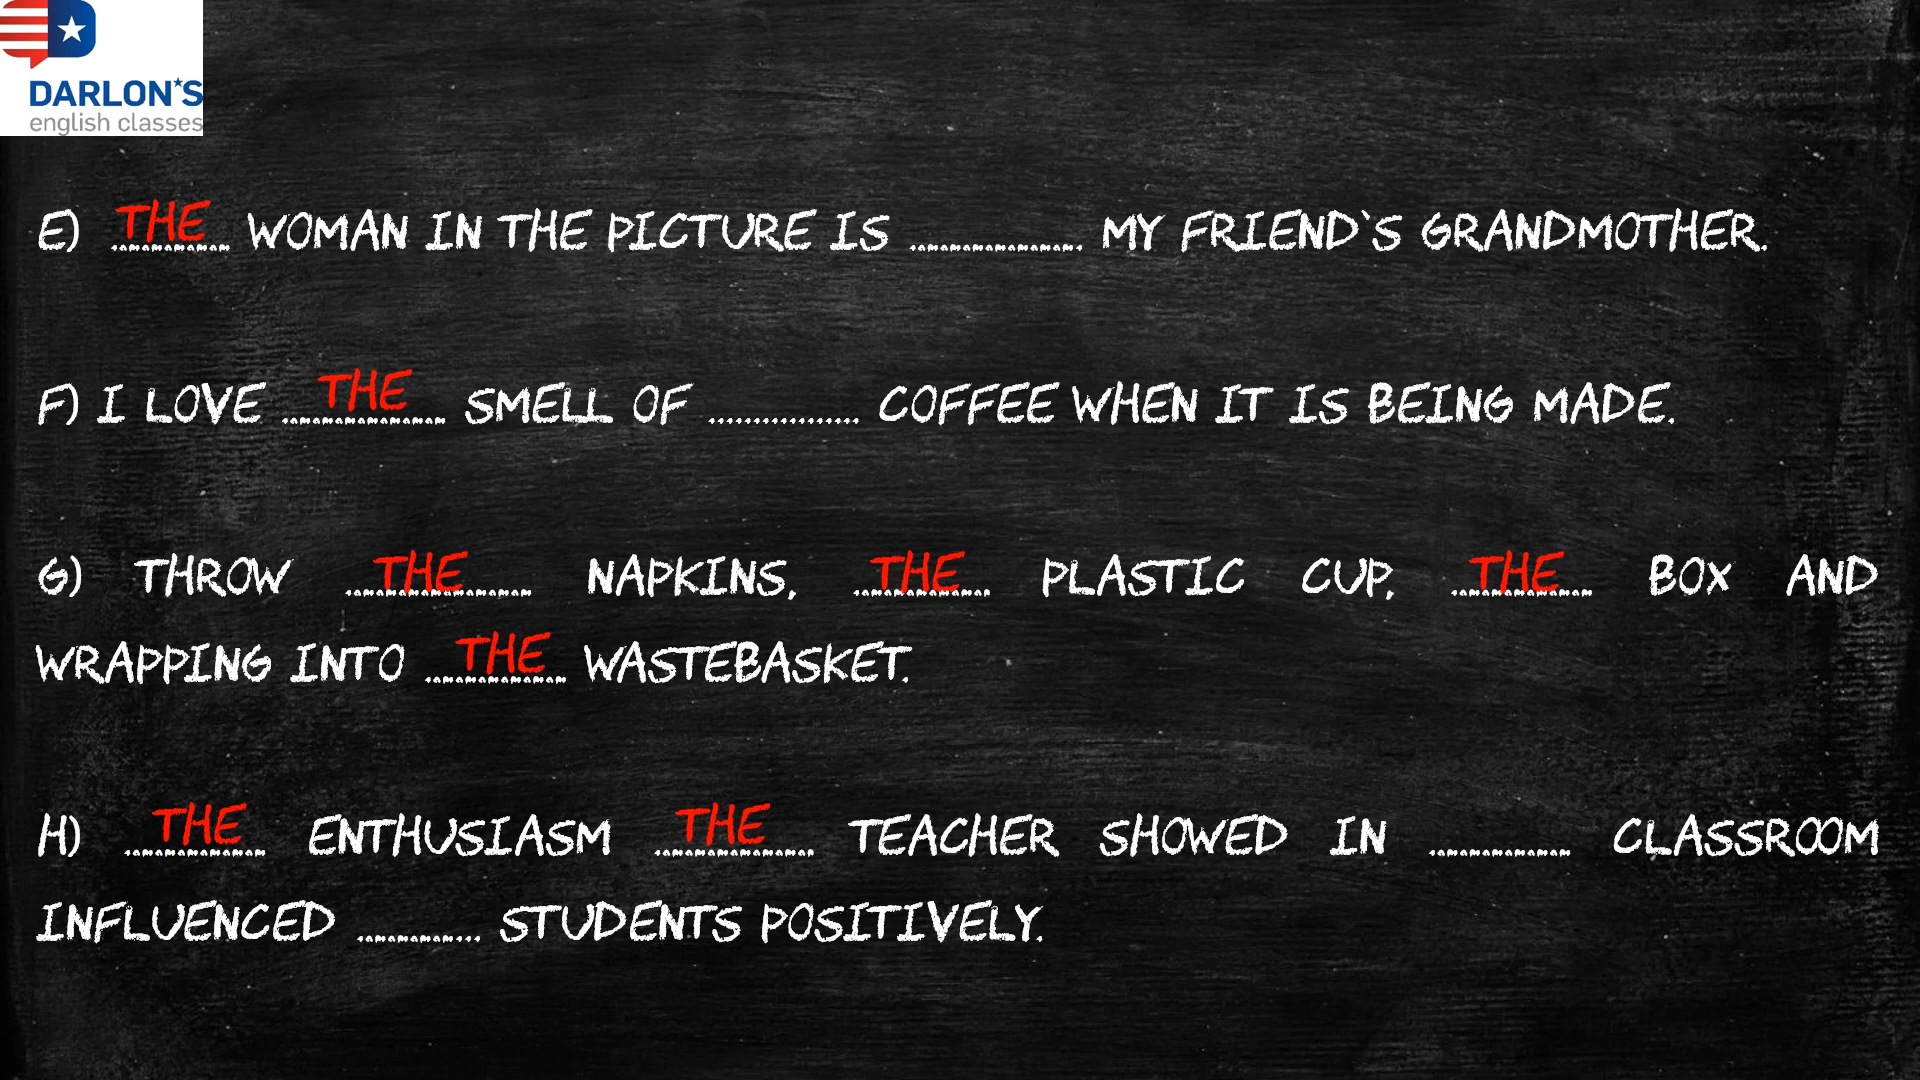 DARLON'S
english classes
E) THE WOMAN IN THE PICTURE IS .................. MY FRIEND'S GRANDMOTHER.
F) I LOVE THE SMELL OF ................. COFFEE WHEN IT IS BEING MADE.
G) THROW THE NAPKINS, THE PLASTIC CUP, THE BOX AND
WRAPPING INTO THE WASTEBASKET.
H) THE ENTHUSIASM THE TEACHER SHOWED IN ................ CLASSROOM
INFLUENCED .............. STUDENTS POSITIVELY.